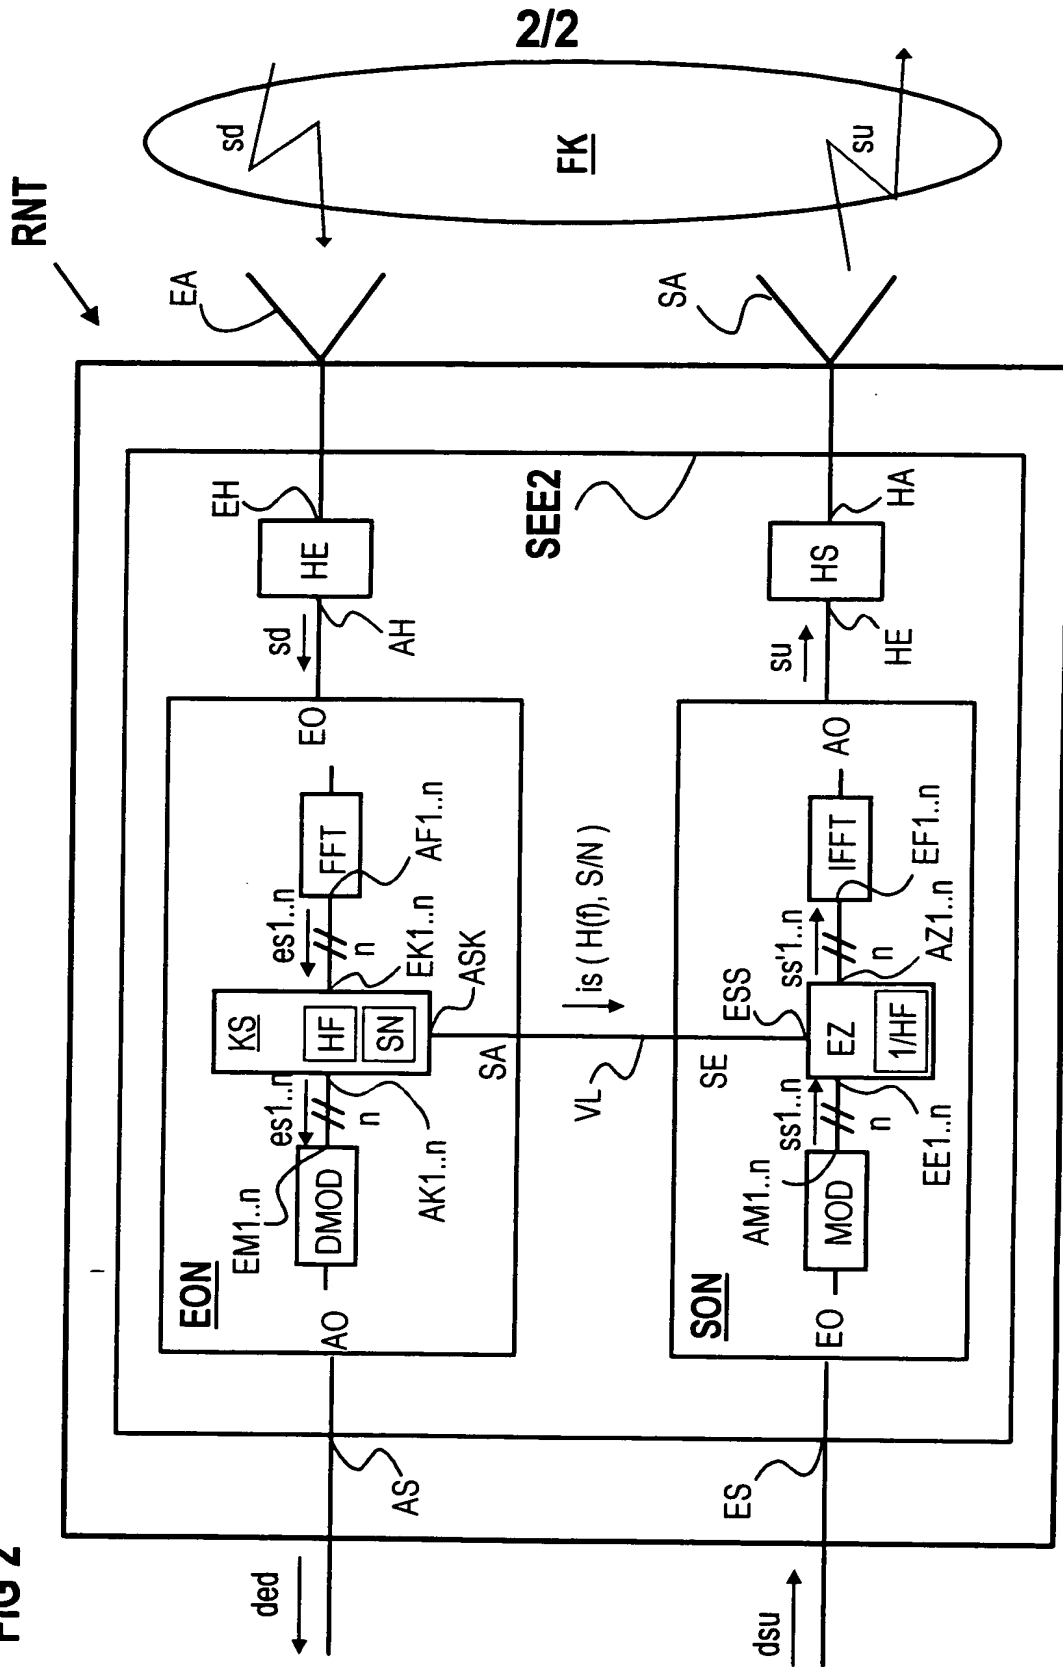 2/2
FIG 2
RNT
sd
FK
su
EA
SA
EH
HE
AH
sd
SEE2
HA
HS
HE
su
EON
AO
EO
FFT
AF1..n
es1..n
n
EK1..n
KS
HF
SN
ASK
es1..n
n
AK1..n
EM1..n
DMOD
SA
VL
is ( H(f), S/N )
SE
ESS
SON
EO
AO
MOD
AM1..n
ss1..n
n
EE1..n
EZ
1/HF
ss'1..n
n
AZ1..n
EF1..n
IFFT
AS
ES
ded
dsu